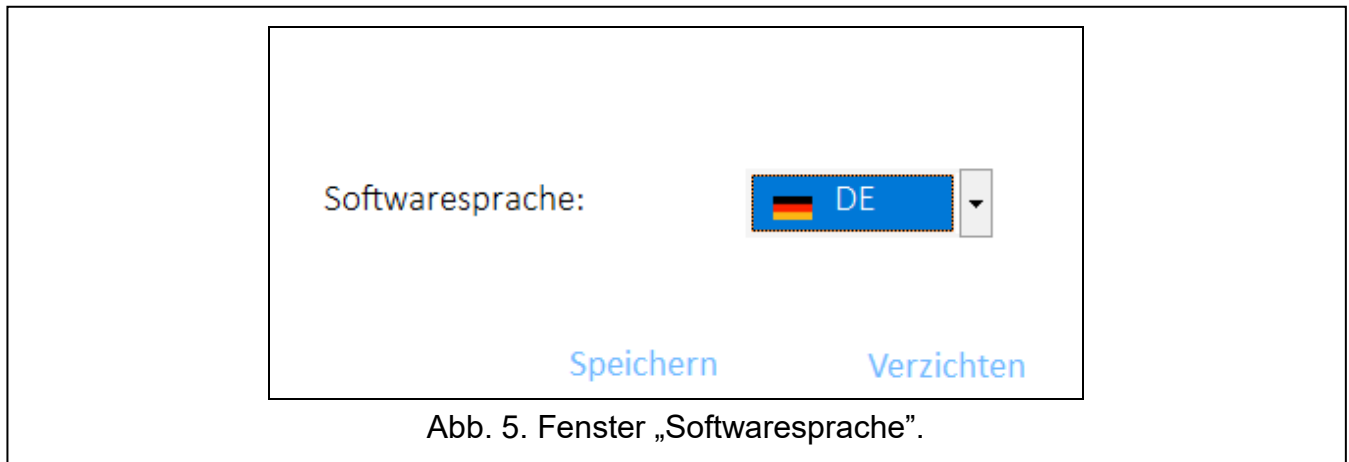 Softwaresprache: DE
Speichern Verzichten
Abb. 5. Fenster „Softwaresprache”.